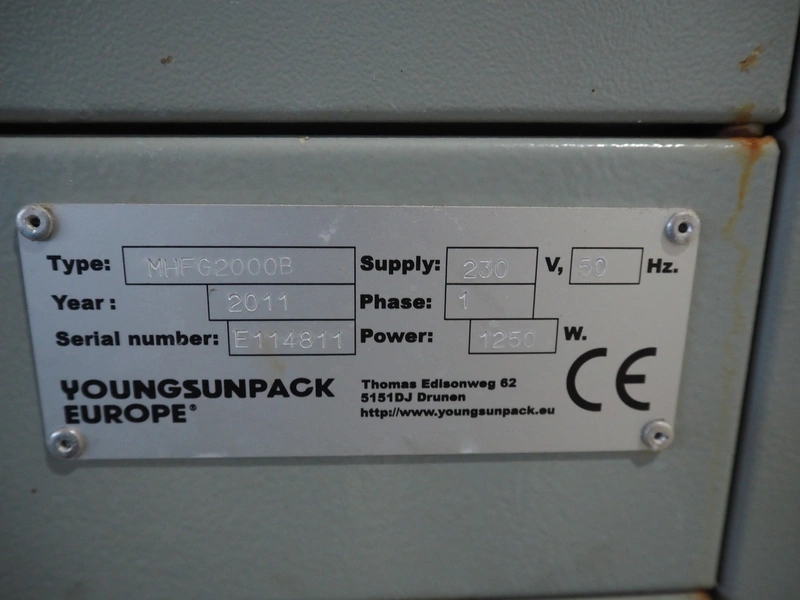 Type: MHFG2000B Supply: 230 V, 50 Hz.
Year: 2011 Phase: 1
Serial number: E114811 Power: 1250 W.
YOUNGSUNPACK
EUROPE®
Thomas Edisonweg 62
5151DJ Drunen
http://www.youngsunpack.eu
CE